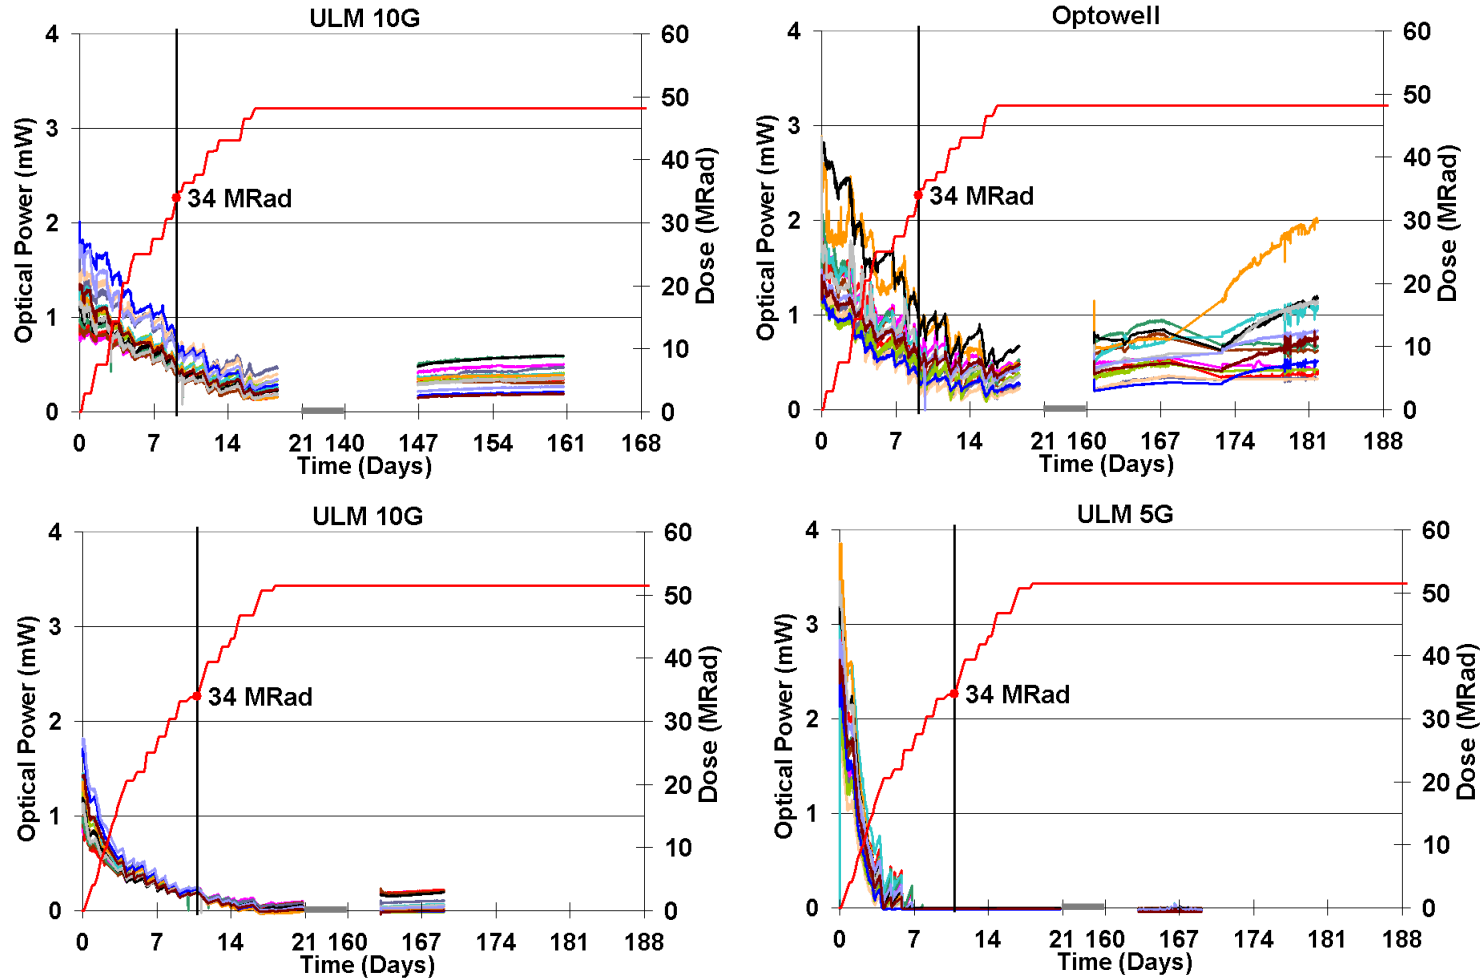 ULM 10G
Optical Power (mW)
4
3
2
1
0
60
50
40
30
20
10
0
Dose (MRad)
34 MRad
0 7 14 21 140 147 154 161 168
Time (Days)
Optowell
Optical Power (mW)
4
3
2
1
0
60
50
40
30
20
10
0
Dose (MRad)
34 MRad
0 7 14 21 160 167 174 181 188
Time (Days)
ULM 10G
Optical Power (mW)
4
3
2
1
0
60
50
40
30
20
10
0
Dose (MRad)
34 MRad
0 7 14 21 160 167 174 181 188
Time (Days)
ULM 5G
Optical Power (mW)
4
3
2
1
0
60
50
40
30
20
10
0
Dose (MRad)
34 MRad
0 7 14 21 160 167 174 181 188
Time (Days)